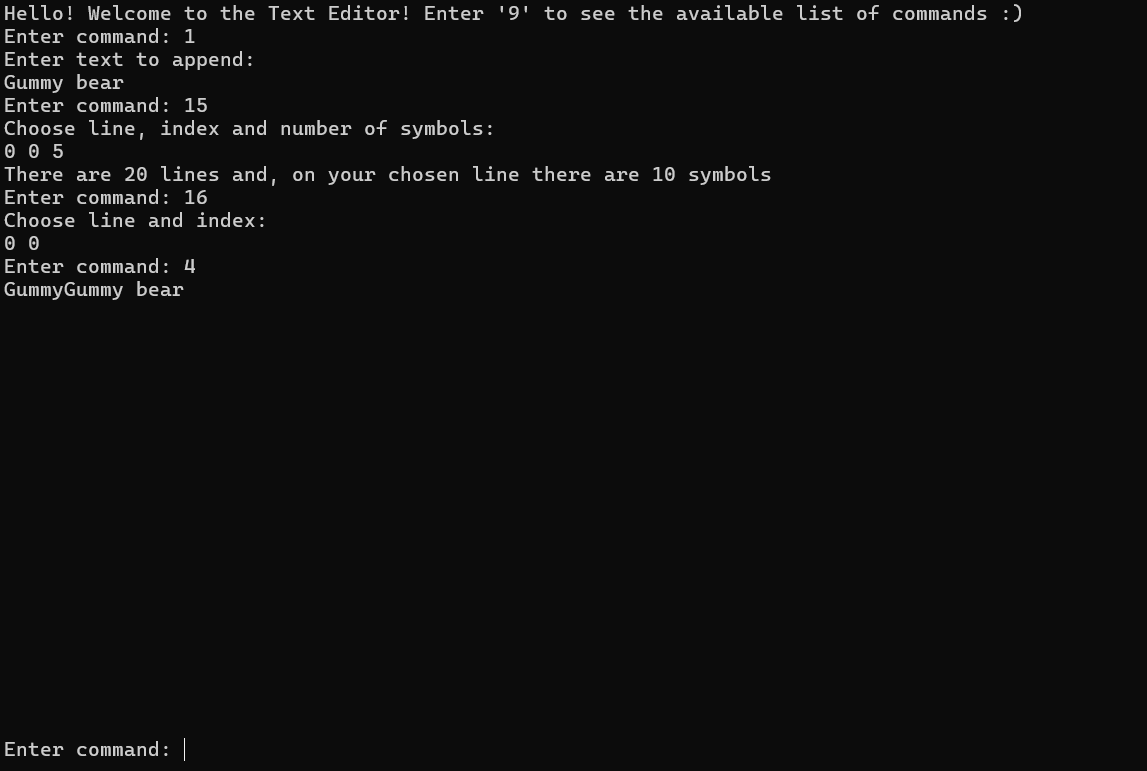 Hello! Welcome to the Text Editor! Enter '9' to see the available list of commands :)
Enter command: 1
Enter text to append:
Gummy bear
Enter command: 15
Choose line, index and number of symbols:
0 0 5
There are 20 lines and, on your chosen line there are 10 symbols
Enter command: 16
Choose line and index:
0 0
Enter command: 4
GummyGummy bear
Enter command: